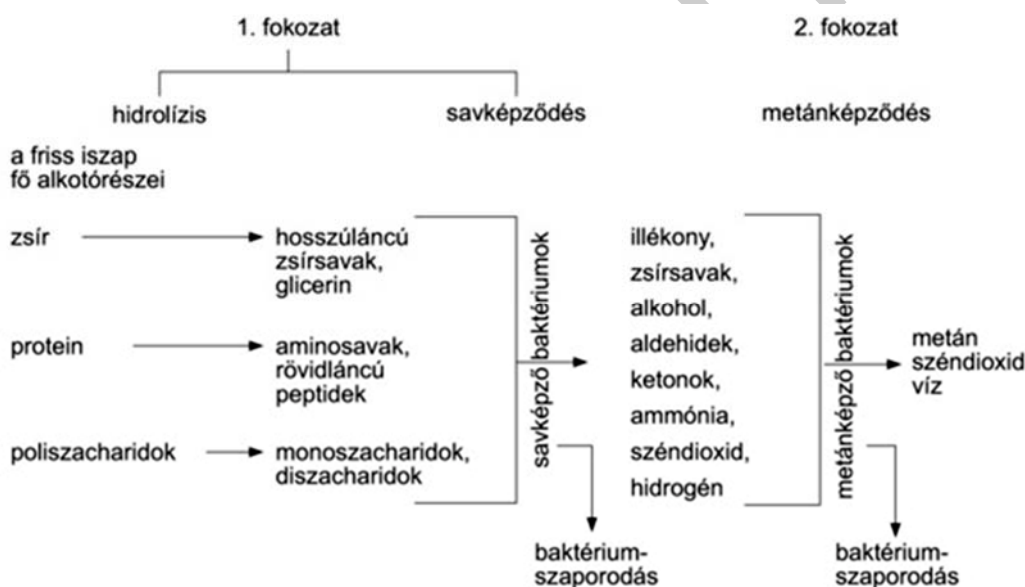 1. fokozat
2. fokozat
hidrolízis
savképződés
metánképződés
a friss iszap
fő alkotórészei
zsír
hosszúláncú
zsírsavak,
glicerin
protein
aminosavak,
rövidláncú
peptidek
poliszacharidok
monoszacharidok,
diszacharidok
savképző baktériumok
baktérium-
szaporodás
illékony,
zsírsavak,
alkohol,
aldehidek,
ketonok,
ammónia,
széndioxid,
hidrogén
metánképző baktériumok
baktérium-
szaporodás
metán
széndioxid
víz